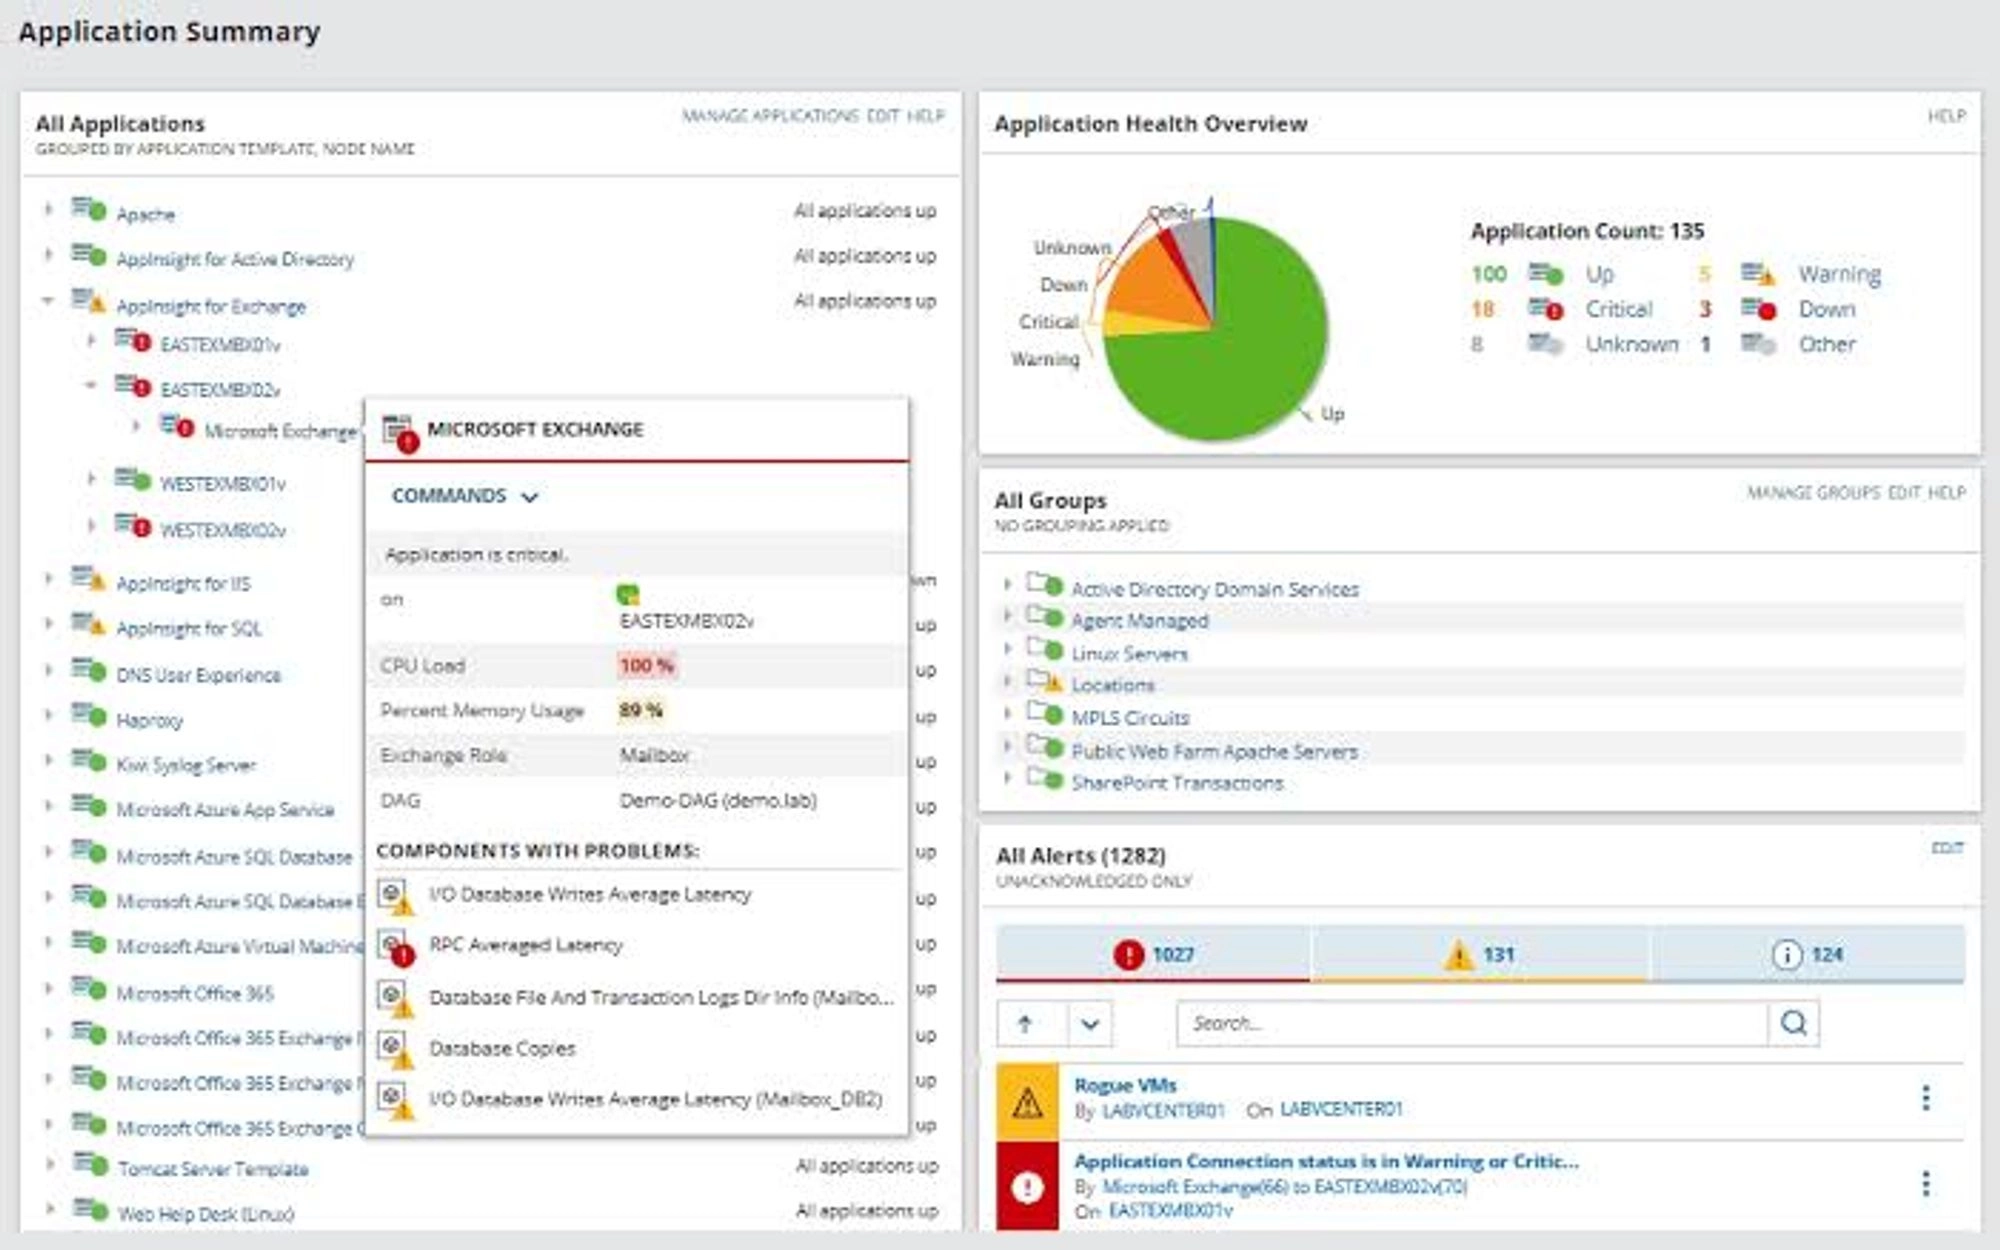 Application Summary
All Applications
MANAGE APPLICATIONS EDIT HELP
GROUPED BY APPLICATION TEMPLATE, NODE NAME
Apache All applications up
AppInsight for Active Directory All applications up
AppInsight for Exchange All applications up
EASTEXMBX01v
EASTEXMBX02v
Microsoft Exchange
WESTEXMBX01v
WESTEXMBX02v
AppInsight for IIS wn
AppInsight for SQL up
DNS User Experience up
Haproxy up
Kiwi Syslog Server up
Microsoft Azure App Service up
Microsoft Azure SQL Database up
Microsoft Azure SQL Database up
Microsoft Azure Virtual Machine up
Microsoft Office 365 up
Microsoft Office 365 Exchange up
Microsoft Office 365 Exchange up
Microsoft Office 365 Exchange up
Tomcat Server Template All applications up
Web Help Desk (Linux) All applications up
MICROSOFT EXCHANGE
COMMANDS
Application is critical.
on EASTEXMBX02v
CPU Load 100 %
Percent Memory Usage 89 %
Exchange Role Mailbox
DAG Demo-DAG (demo.lab)
COMPONENTS WITH PROBLEMS:
I/O Database Writes Average Latency
RPC Averaged Latency
Database File And Transaction Logs Dir Info (Mailbo...
Database Copies
I/O Database Writes Average Latency (Mailbox_DB2)
Application Health Overview
HELP
Other
Unknown
Down
Critical
Warning
Up
Application Count: 135
100 Up 5 Warning
18 Critical 3 Down
8 Unknown 1 Other
All Groups
MANAGE GROUPS EDIT HELP
NO GROUPING APPLIED
Active Directory Domain Services
Agent Managed
Linux Servers
Locations
MPLS Circuits
Public Web Farm Apache Servers
SharePoint Transactions
All Alerts (1282)
EDIT
UNACKNOWLEDGED ONLY
1027 131 124
Search...
Rogue VMs
By LABVCENTER01 On LABVCENTER01
Application Connection status is in Warning or Critic...
By Microsoft Exchange(66) to EASTEXMBX02v(70)
On EASTEXMBX01v